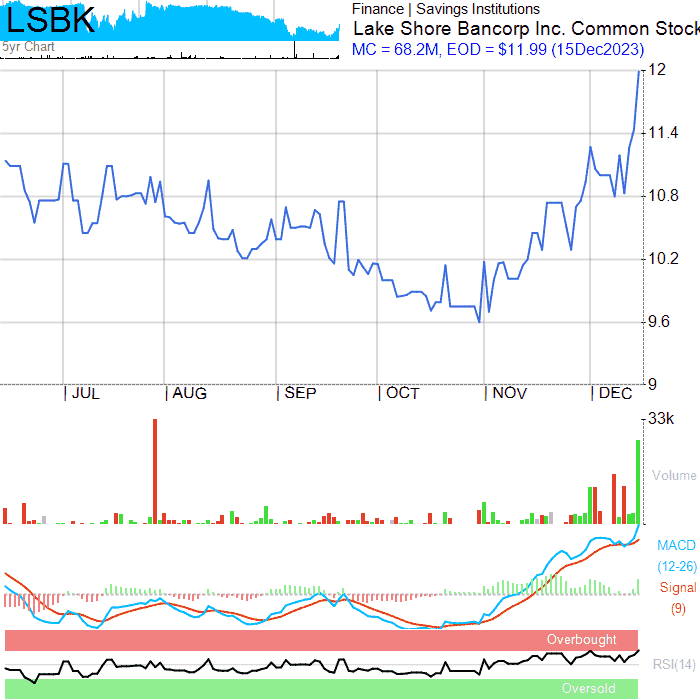 LSBK
5yr Chart
Finance | Savings Institutions
Lake Shore Bancorp Inc. Common Stock
MC = 68.2M, EOD = $11.99 (15Dec2023)
12
11.4
10.8
10.2
9.6
9
| JUL | AUG | SEP | OCT | NOV | DEC
33k
Volume
MACD
(12-26)
Signal
(9)
Overbought
RSI(14)
Oversold